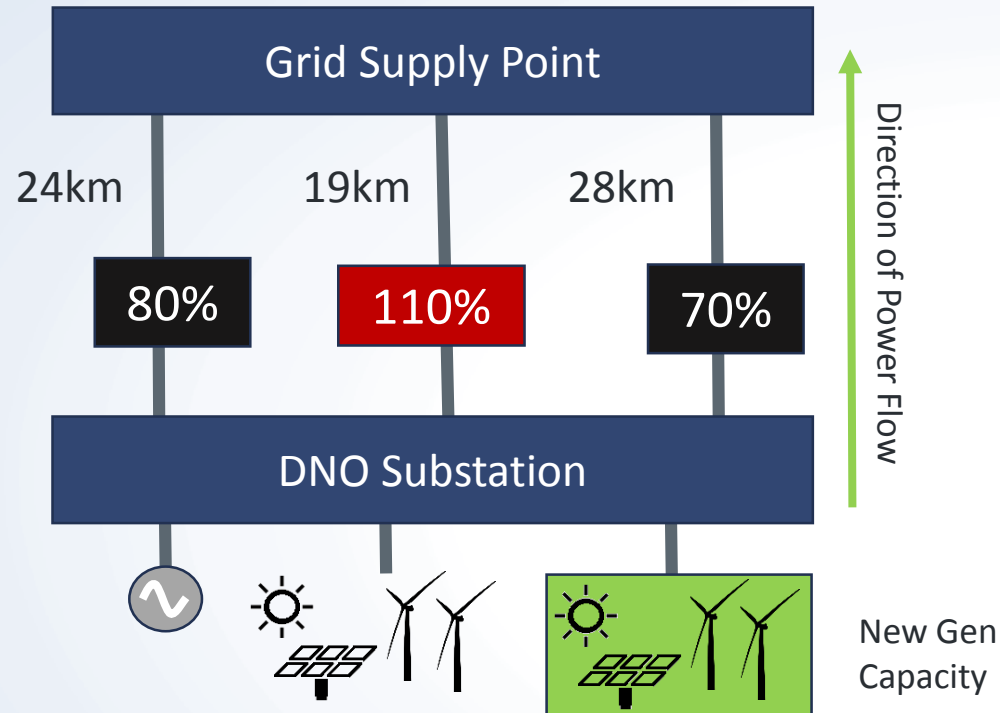 Grid Supply Point
24km
19km
28km
80%
110%
70%
Direction of Power Flow
DNO Substation
New Gen
Capacity